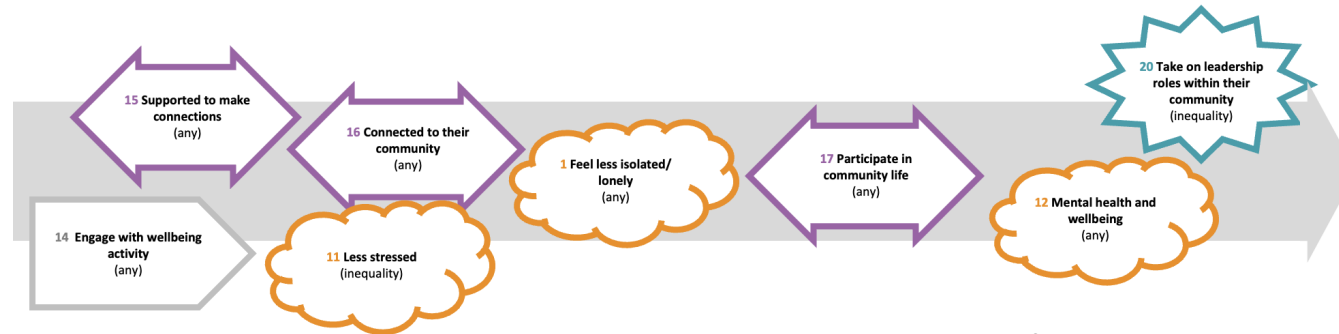 15 Supported to make
connections
(any)
14 Engage with wellbeing
activity
(any)
16 Connected to their
community
(any)
11 Less stressed
(inequality)
1 Feel less isolated/
lonely
(any)
17 Participate in
community life
(any)
20 Take on leadership
roles within their
community
(inequality)
12 Mental health and
wellbeing
(any)